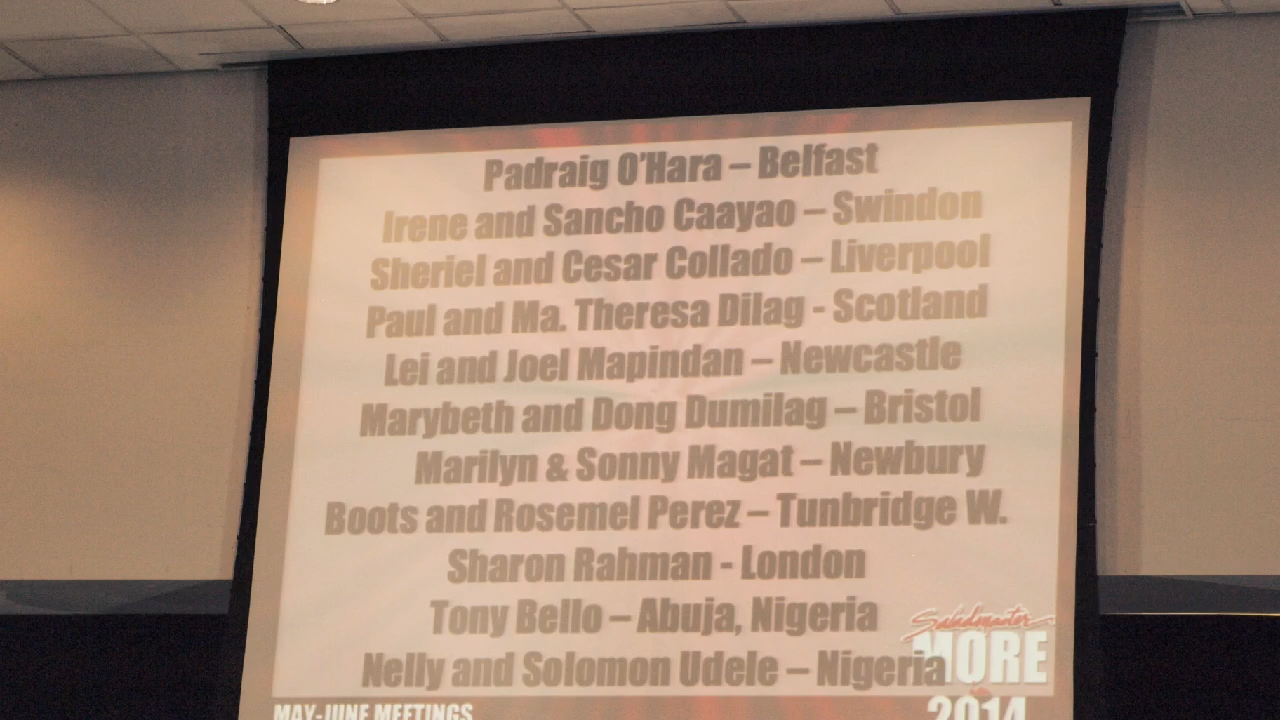 Padraig O'Hara – Belfast
Irene and Sancho Caayao – Swindon
Sheriel and Cesar Collado – Liverpool
Paul and Ma. Theresa Dilag - Scotland
Lei and Joel Mapindan – Newcastle
Marybeth and Dong Dumilag – Bristol
Marilyn & Sonny Magat – Newbury
Boots and Rosemel Perez – Tunbridge W.
Sharon Rahman - London
Tony Bello – Abuja, Nigeria
Nelly and Solomon Udele – Nigeria
Saladmaster
MORE
2014
MAY-JUNE MEETINGS